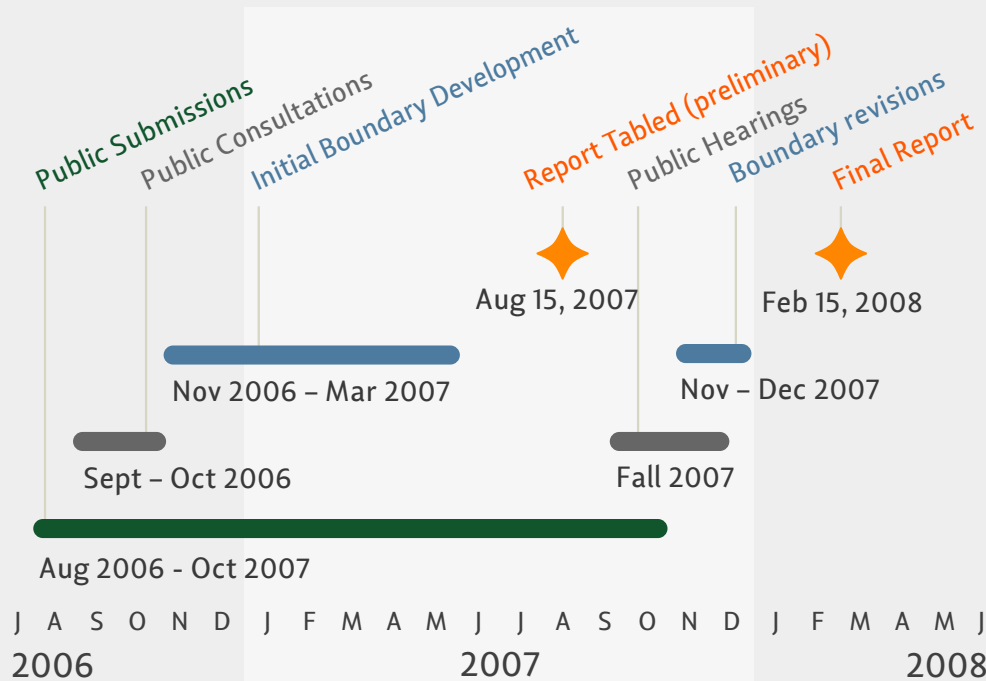 Public Submissions
Public Consultations
Initial Boundary Development
Report Tabled (preliminary)
Public Hearings
Boundary revisions
Final Report
Aug 15, 2007
Feb 15, 2008
Nov 2006 – Mar 2007
Nov – Dec 2007
Sept – Oct 2006
Fall 2007
Aug 2006 - Oct 2007
J A S O N D J F M A M J J A S O N D J F M A M J
2006 2007 2008